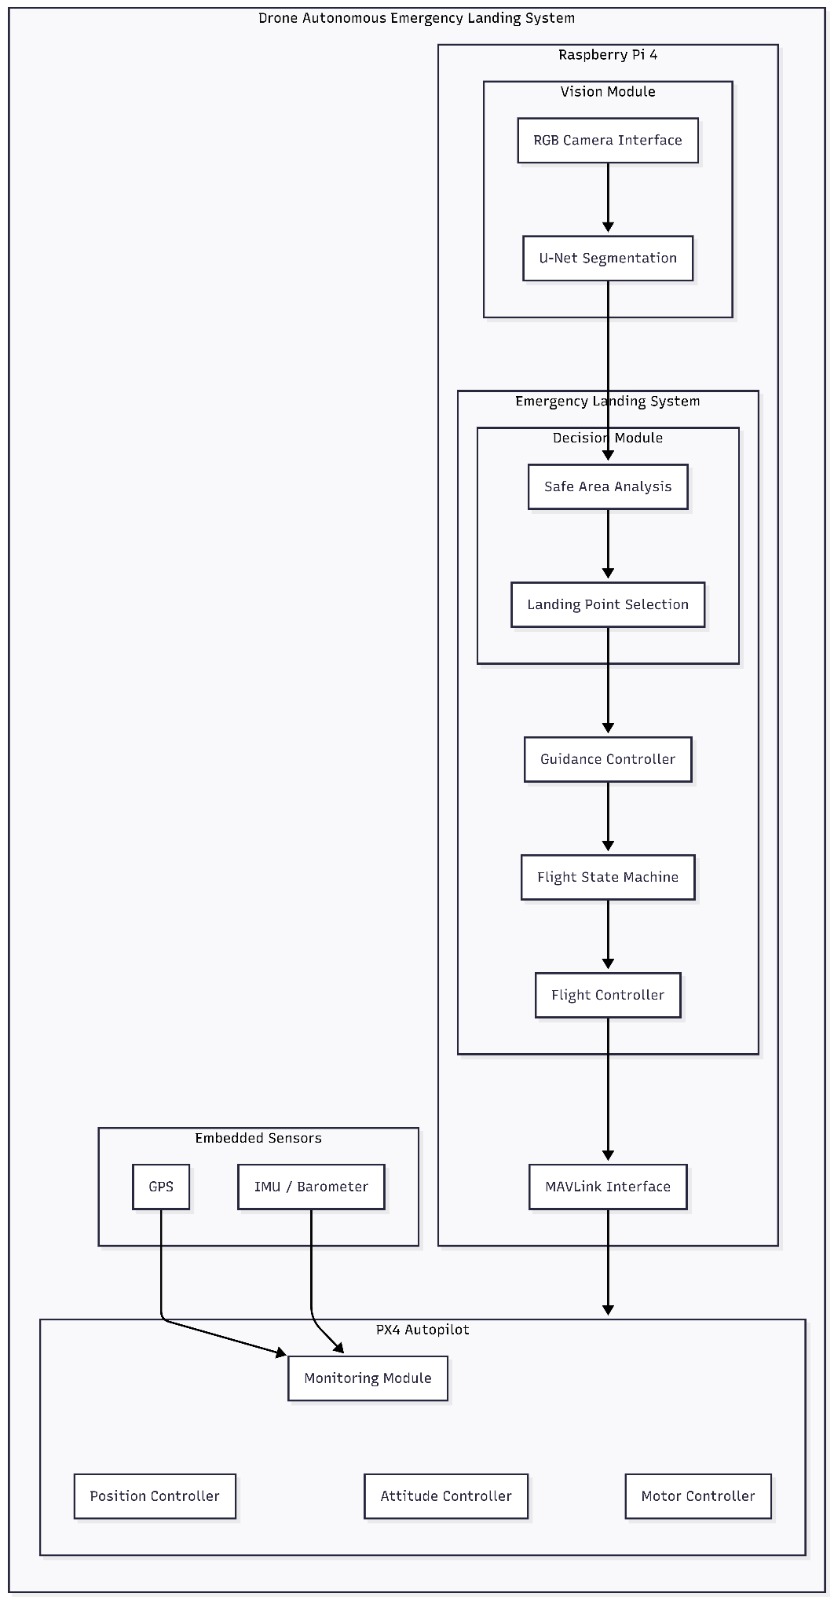 Drone Autonomous Emergency Landing System
Raspberry Pi 4
Vision Module
RGB Camera Interface
U-Net Segmentation
Emergency Landing System
Decision Module
Safe Area Analysis
Landing Point Selection
Guidance Controller
Flight State Machine
Flight Controller
Embedded Sensors
GPS
IMU / Barometer
MAVLink Interface
PX4 Autopilot
Monitoring Module
Position Controller
Attitude Controller
Motor Controller